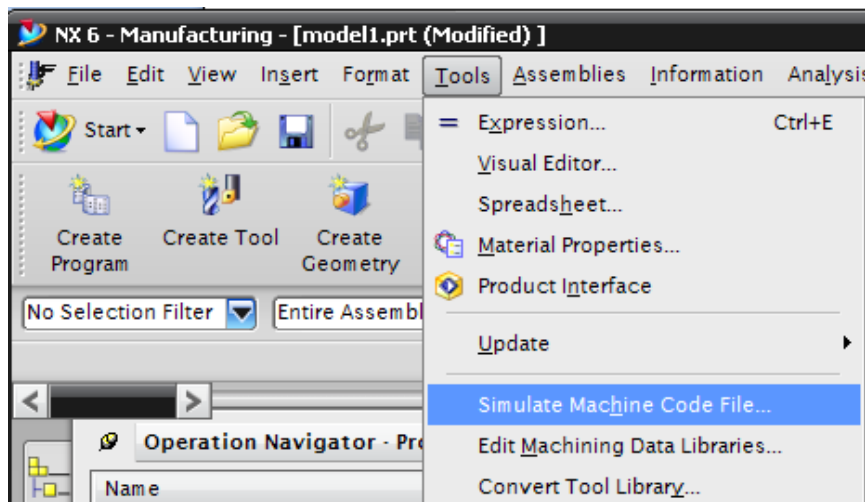 NX 6 - Manufacturing - [model1.prt (Modified) ]
File Edit View Insert Format Tools Assemblies Information Analysis
Start
Create Program
Create Tool
Create Geometry
No Selection Filter
Entire Assembl
Operation Navigator - Pro
Name
= Expression... Ctrl+E
Visual Editor...
Spreadsheet...
Material Properties...
Product Interface
Update
Simulate Machine Code File...
Edit Machining Data Libraries...
Convert Tool Library...